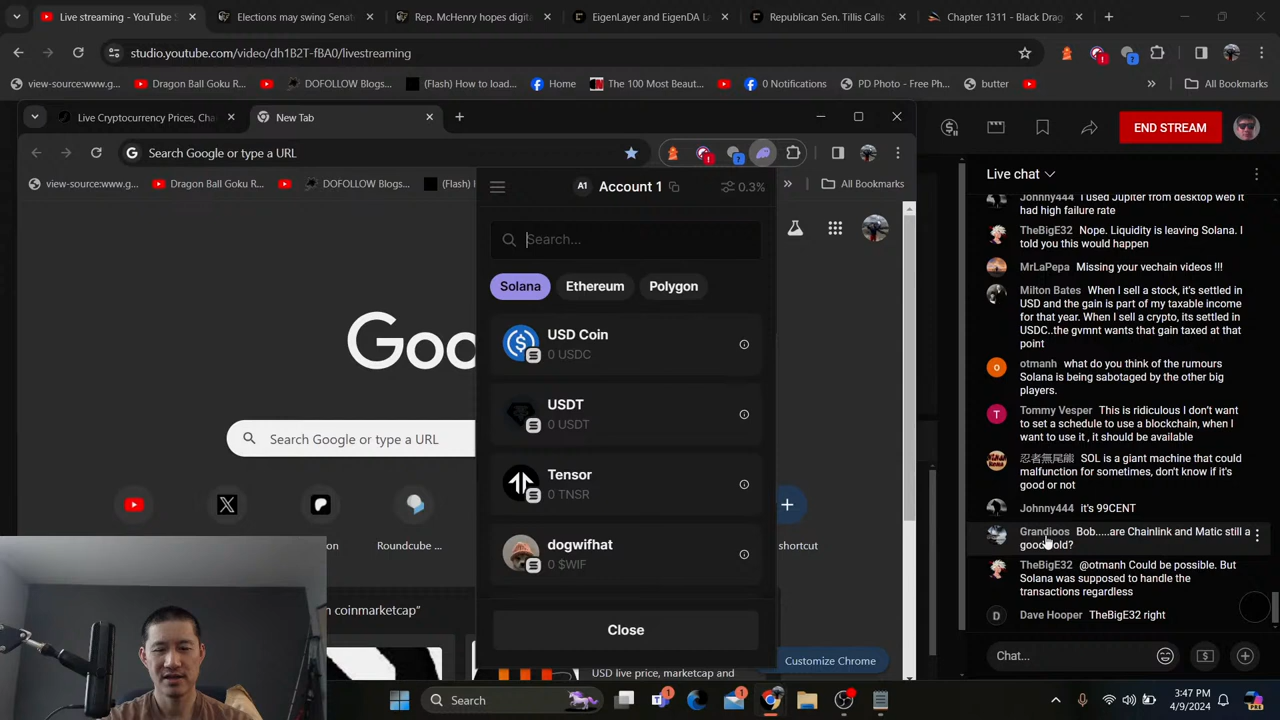 Live streaming - YouTube S
Elections may swing Senat
Rep. McHenry hopes digita
EigenLayer and EigenDA L
Republican Sen. Tillis Calls
Chapter 1311 - Black Drag
studio.youtube.com/video/dh1B2T-fBA0/livestreaming
view-source:www.g...
Dragon Ball Goku R...
DOFOLLOW Blogs...
(Flash) How to load...
Facebook
The 100 Most Beaut...
0 Notifications
PD Photo - Free Ph...
butter
All Bookmarks
Live Cryptocurrency Prices, Cha
New Tab
END STREAM
Search Google or type a URL
view-source:www.g...
Dragon Ball Goku R...
DOFOLLOW Blogs...
(Flash)
All Bookmarks
A1 Account 1
0.3%
Search...
Solana
Ethereum
Polygon
USD Coin
0 USDC
USDT
0 USDT
Tensor
0 TNSR
dogwifhat
0 $WIF
Close
Goo
Search Google or type a URL
Roundcube ...
shortcut
n coinmarketcap"
USD live price, marketcap and
Customize Chrome
Live chat
Johnny444 I used Jupiter from desktop web it
had high failure rate
TheBigE32 Nope. Liquidity is leaving Solana. I
told you this would happen
MrLaPepa Missing your vechain videos !!!
Milton Bates When I sell a stock, it's settled in
USD and the gain is part of my taxable income
for that year. When I sell a crypto, its settled in
USDC..the gvmnt wants that gain taxed at that
point
otmanh what do you think of the rumours
Solana is being sabotaged by the other big
players.
Tommy Vesper This is ridiculous I don't want
to set a schedule to use a blockchain, when I
want to use it , it should be available
忍者無尾熊 SOL is a giant machine that could
malfunction for sometimes, don't know if it's
good or not
Johnny444 it's 99CENT
Grandioos Bob.....are Chainlink and Matic still a
good hold?
TheBigE32 @otmanh Could be possible. But
Solana was supposed to handle the
transactions regardless
Dave Hooper TheBigE32 right
Chat...
Search
3:47 PM
4/9/2024